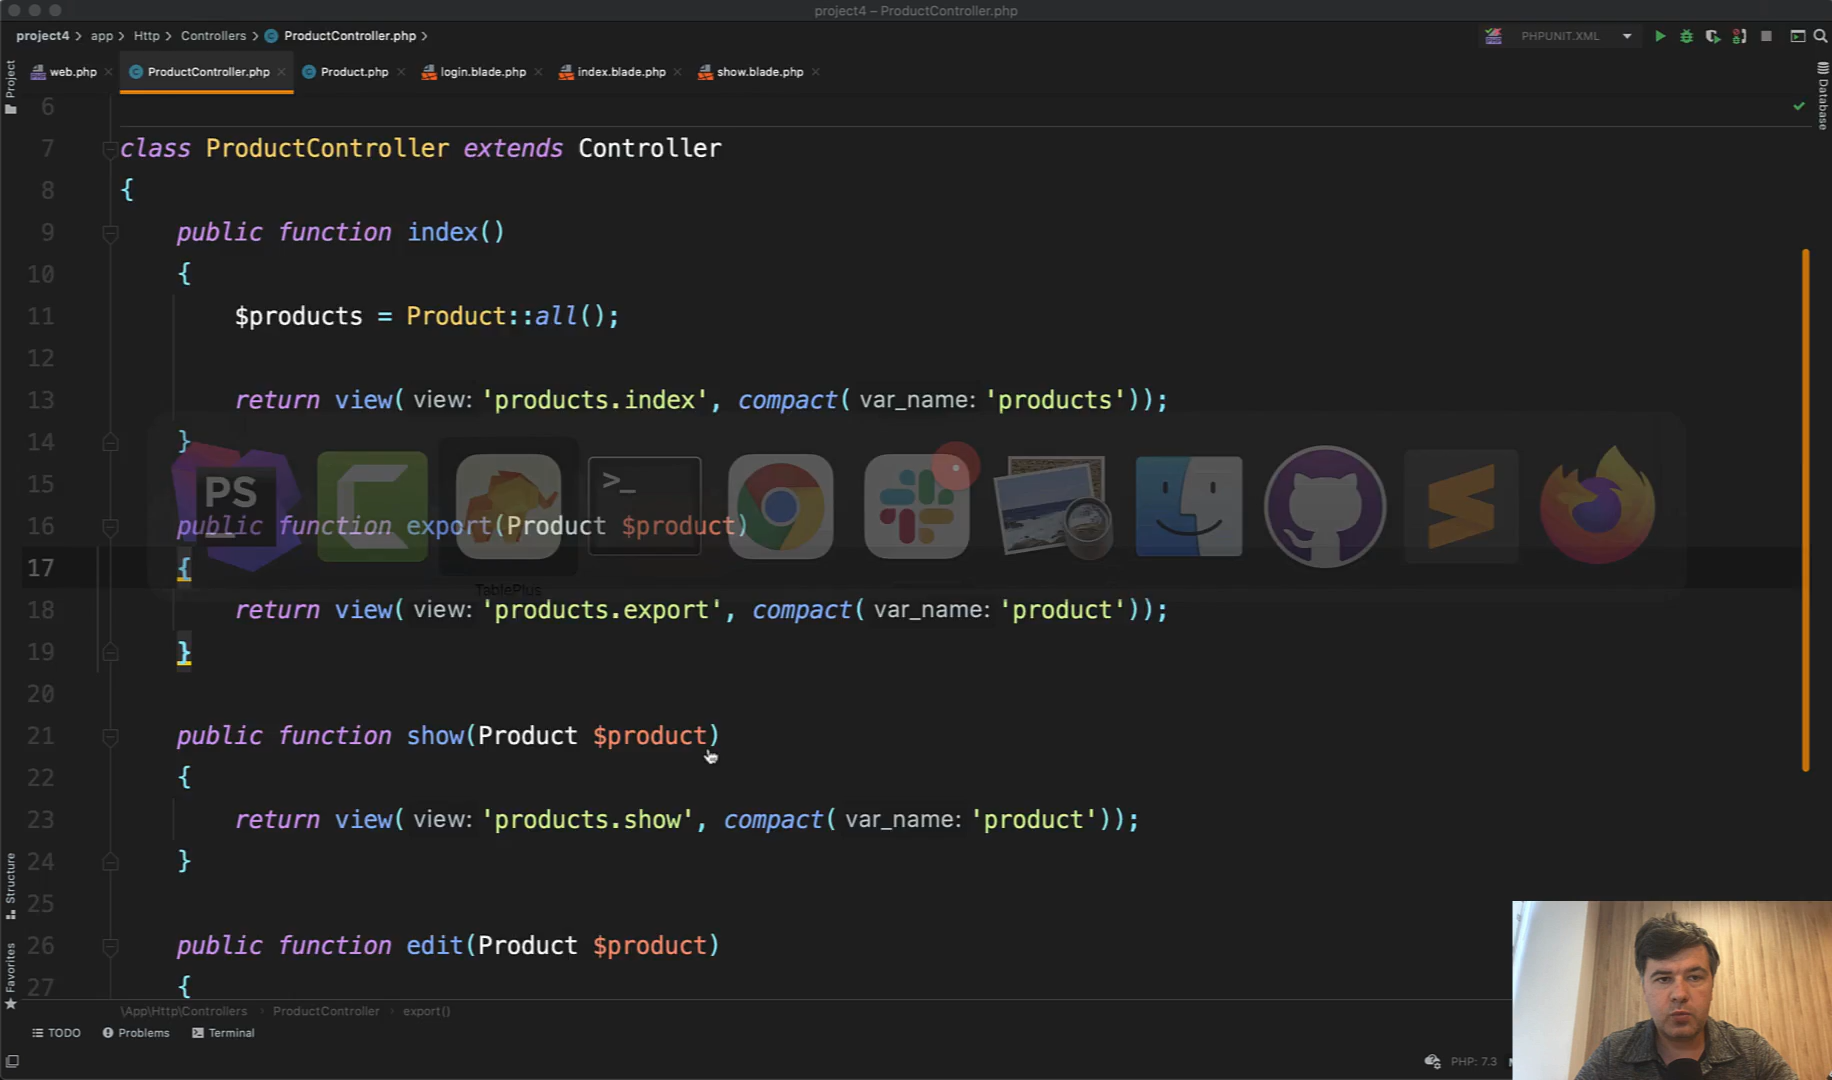 project4 – ProductController.php
project4 > app > Http > Controllers > ProductController.php >
PHPUNIT.XML
web.php × ProductController.php × Product.php × login.blade.php × index.blade.php × show.blade.php ×
Project
Database
6
7 class ProductController extends Controller
8 {
9 public function index()
10 {
11 $products = Product::all();
12
13 return view( view: 'products.index', compact( var_name: 'products'));
14 }
15
16 public function export(Product $product)
17 {
18 return view( view: 'products.export', compact( var_name: 'product'));
19 }
20
21 public function show(Product $product)
22 {
23 return view( view: 'products.show', compact( var_name: 'product'));
24 }
25
26 public function edit(Product $product)
27 {
PS
>_
TablePlus
Structure
Favorites
\App\Http\Controllers > ProductController > export()
TODO Problems Terminal
PHP: 7.3